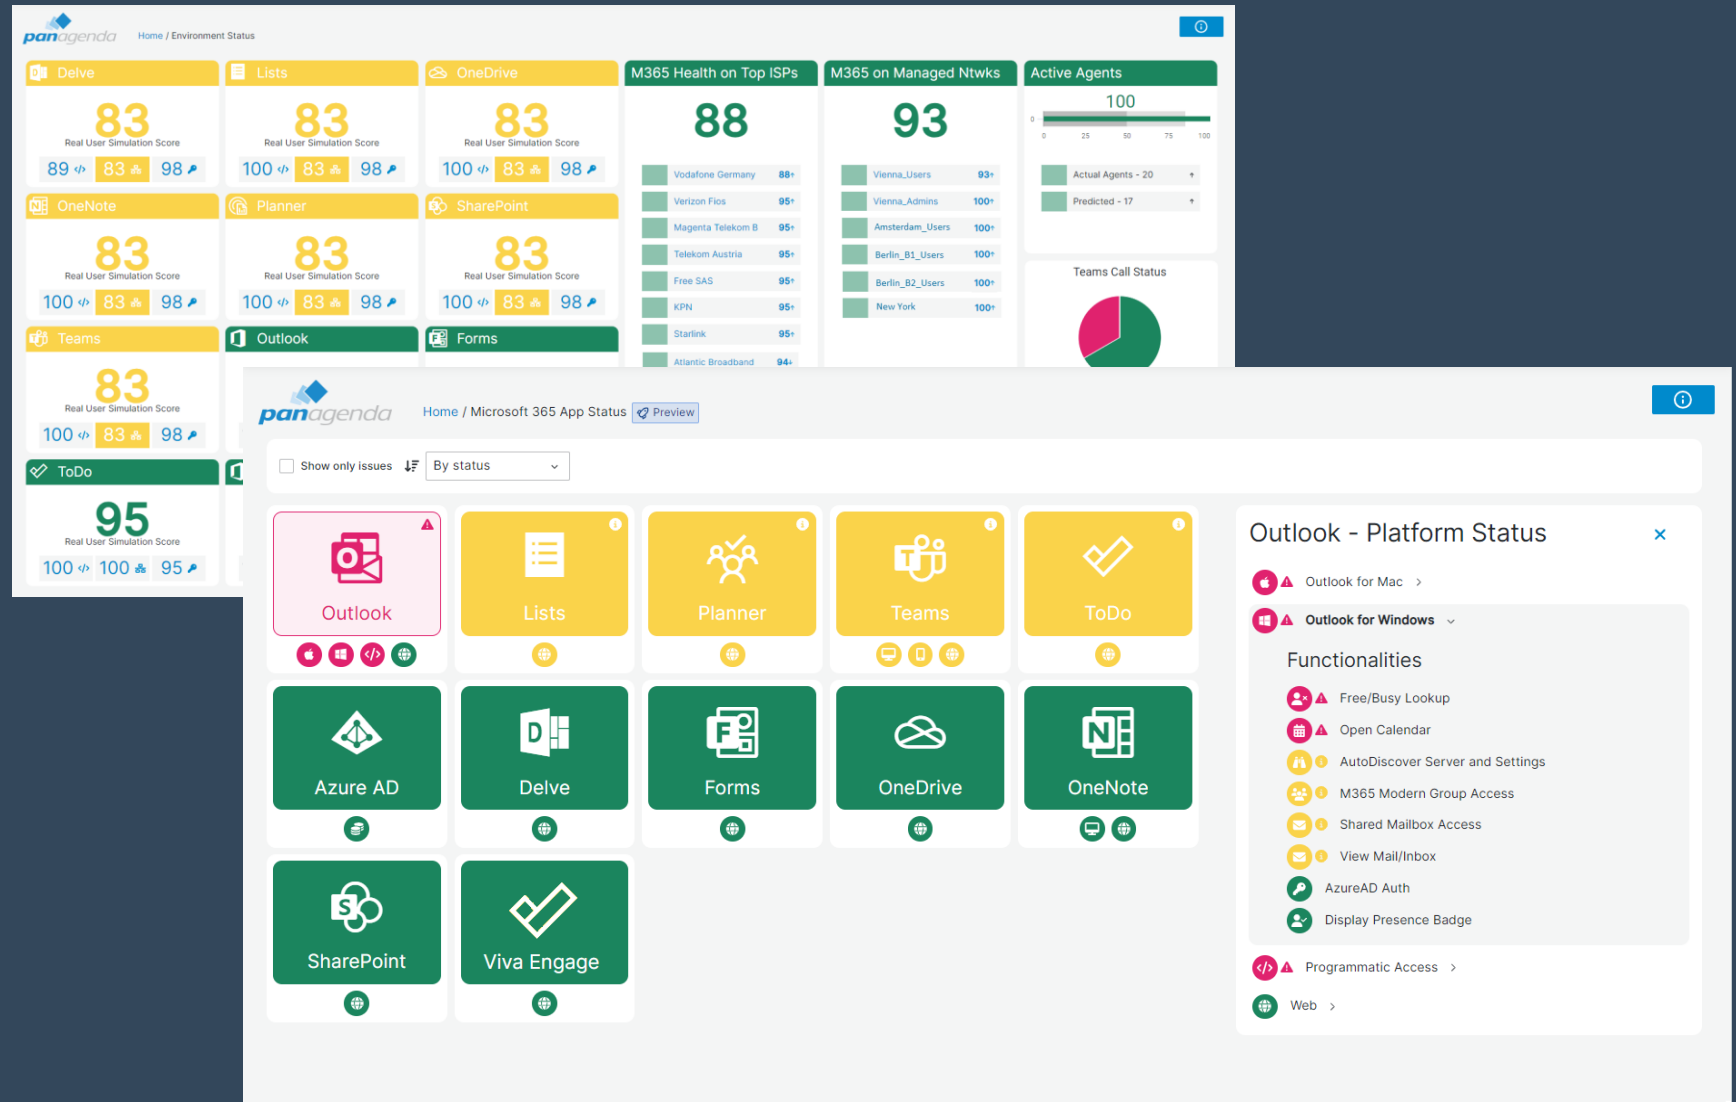 panagenda
Home / Environment Status
Delve
Lists
OneDrive
M365 Health on Top ISPs
M365 on Managed Ntwks
Active Agents
83
Real User Simulation Score
89 83 98
83
Real User Simulation Score
100 83 98
83
Real User Simulation Score
100 83 98
OneNote
Planner
SharePoint
83
Real User Simulation Score
100 83 98
83
Real User Simulation Score
100 83 98
83
Real User Simulation Score
100 83 98
Teams
Outlook
Forms
83
Real User Simulation Score
100 83 98
ToDo
95
Real User Simulation Score
100 100 95
88
Vodafone Germany 88
Verizon Fios 95
Magenta Telekom B 95
Telekom Austria 95
Free SAS 95
KPN 95
Starlink 95
Atlantic Broadband 94
93
Vienna_Users 93
Vienna_Admins 100
Amsterdam_Users 100
Berlin_B1_Users 100
Berlin_B2_Users 100
New York 100
100
0
0 25 50 75 100
Actual Agents - 20
Predicted - 17
Teams Call Status
panagenda
Home / Microsoft 365 App Status Preview
Show only issues By status
Outlook
Lists
Planner
Teams
ToDo
Azure AD
Delve
Forms
OneDrive
OneNote
SharePoint
Viva Engage
Outlook - Platform Status
Outlook for Mac
Outlook for Windows
Functionalities
Free/Busy Lookup
Open Calendar
AutoDiscover Server and Settings
M365 Modern Group Access
Shared Mailbox Access
View Mail/Inbox
AzureAD Auth
Display Presence Badge
Programmatic Access
Web